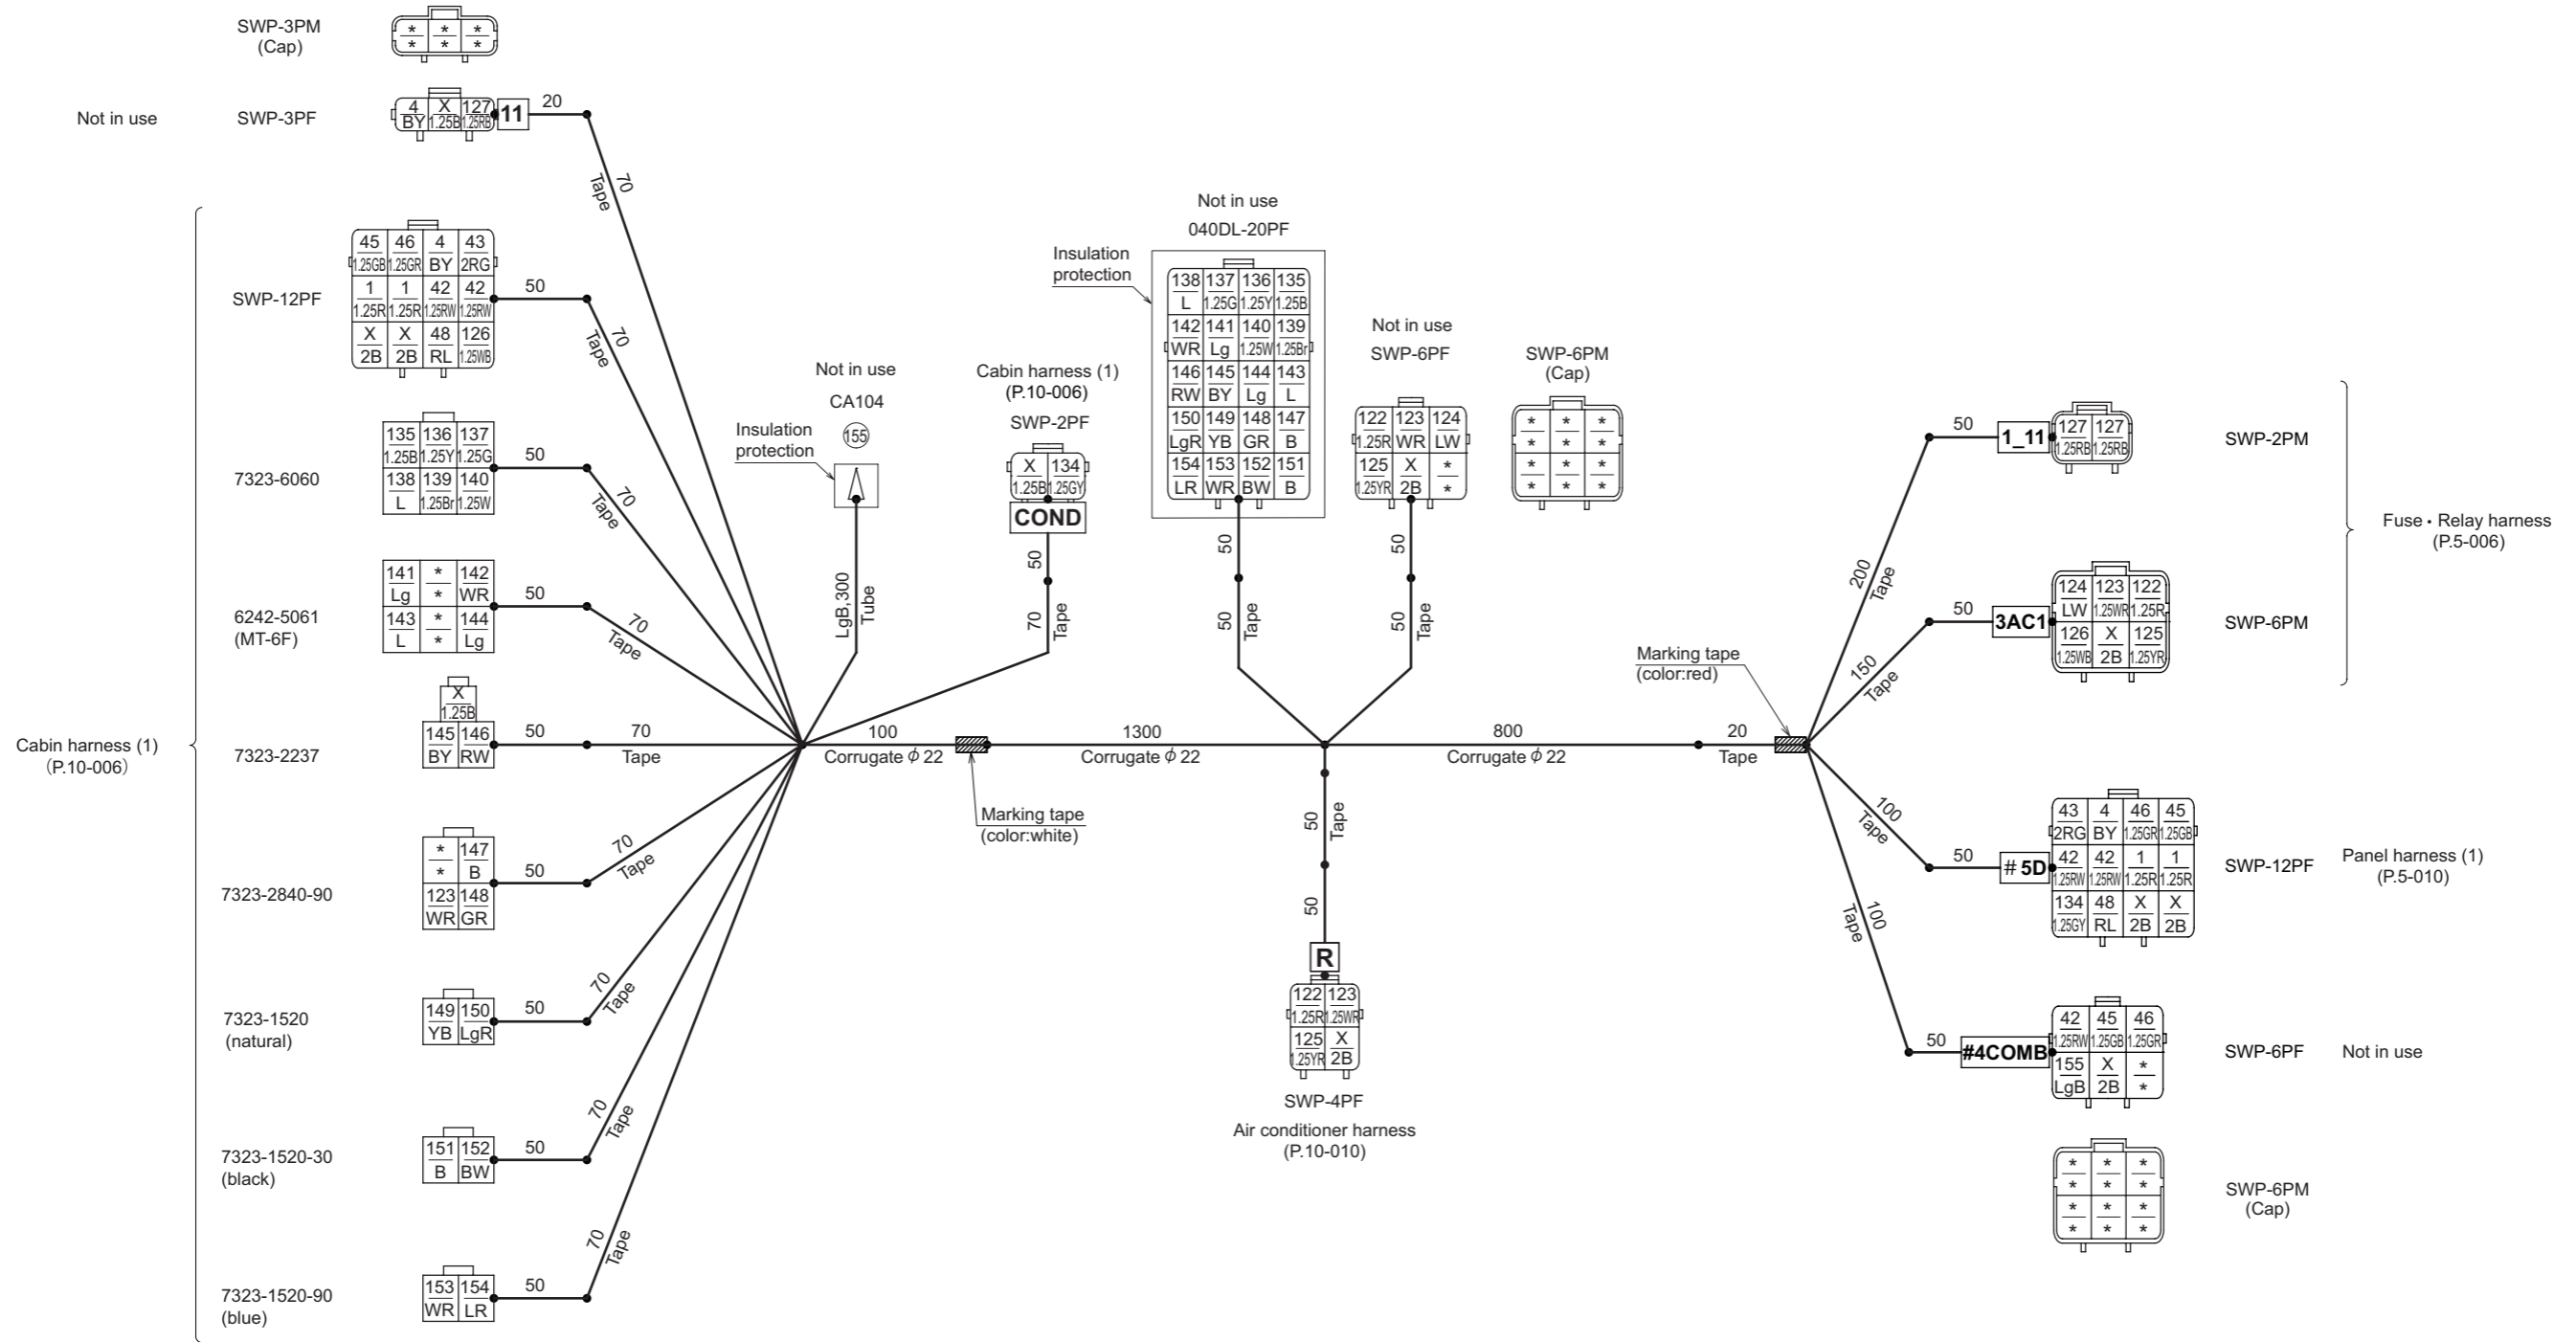 SWP-3PM
(Cap)
* * *
* * *
Not in use
SWP-3PF
4 X 127
BY 1.25B 1.25RB
11
20
70
Tape
Cabin harness (1)
(P.10-006)
SWP-12PF
45 46 4 43
1.25GB 1.25GR BY 2RG
1 1 42 42
1.25R 1.25R 1.25RW 1.25RW
X X 48 126
2B 2B RL 1.25WB
50
70
Tape
7323-6060
135 136 137
1.25B 1.25Y 1.25G
138 139 140
L 1.25Br 1.25W
50
70
Tape
6242-5061
(MT-6F)
141 * 142
Lg * WR
143 * 144
L * Lg
50
70
Tape
7323-2237
X
1.25B
145 146
BY RW
50
70
Tape
7323-2840-90
* 147
* B
123 148
WR GR
50
70
Tape
7323-1520
(natural)
149 150
YB LgR
50
70
Tape
7323-1520-30
(black)
151 152
B BW
50
70
Tape
7323-1520-90
(blue)
153 154
WR LR
50
70
Tape
Not in use
CA104
155
Insulation
protection
LgB,300
Tube
Cabin harness (1)
(P.10-006)
SWP-2PF
X 134
1.25B 1.25GY
COND
50
70
Tape
100
Corrugate φ 22
Marking tape
(color:white)
1300
Corrugate φ 22
Not in use
040DL-20PF
Insulation
protection
138 137 136 135
L 1.25G 1.25Y 1.25B
142 141 140 139
WR Lg 1.25W 1.25Br
146 145 144 143
RW BY Lg L
150 149 148 147
LgR YB GR B
154 153 152 151
LR WR BW B
50
50
Tape
Not in use
SWP-6PF
122 123 124
1.25R WR LW
125 X *
1.25YR 2B *
50
50
Tape
SWP-6PM
(Cap)
* * *
* * *
* * *
* * *
50
Tape
50
R
122 123
1.25R 1.25WR
125 X
1.25YR 2B
SWP-4PF
Air conditioner harness
(P.10-010)
800
Corrugate φ 22
20
Tape
Marking tape
(color:red)
200
Tape
50
1_11
127 127
1.25RB 1.25RB
SWP-2PM
150
Tape
50
3AC1
124 123 122
LW 1.25WR 1.25R
126 X 125
1.25WB 2B 1.25YR
SWP-6PM
Fuse・Relay harness
(P.5-006)
100
Tape
50
#5D
43 4 46 45
2RG BY 1.25GR 1.25GB
42 42 1 1
1.25RW 1.25RW 1.25R 1.25R
134 48 X X
1.25GY RL 2B 2B
SWP-12PF
Panel harness (1)
(P.5-010)
100
Tape
50
#4COMB
42 45 46
1.25RW 1.25GB 1.25GR
155 X *
LgB 2B *
SWP-6PF
Not in use
* * *
* * *
* * *
* * *
SWP-6PM
(Cap)